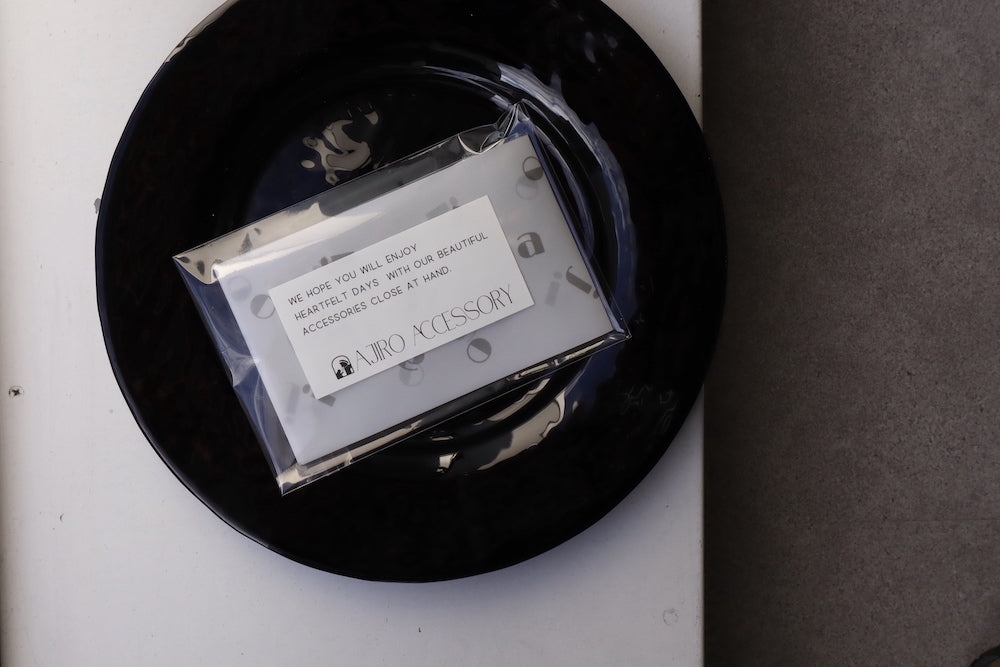 WE HOPE YOU WILL ENJOY
HEARTFELT DAYS WITH OUR BEAUTIFUL
ACCESSORIES CLOSE AT HAND.
AJIRO ACCESSORY